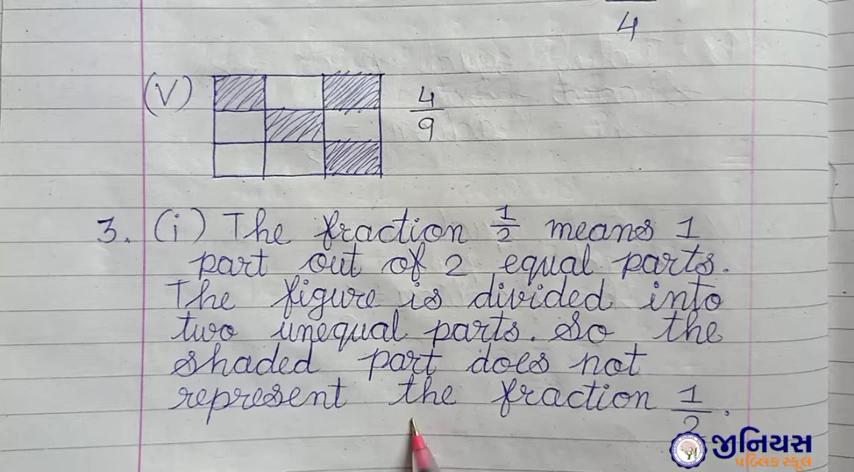 4
(V) 4/9
3. (i) The fraction 1/2 means 1
part out of 2 equal parts.
The figure is divided into
two unequal parts. So the
shaded part does not
represent the fraction 1/2.
જીનિયસ
પબ્લિક સ્કૂલ